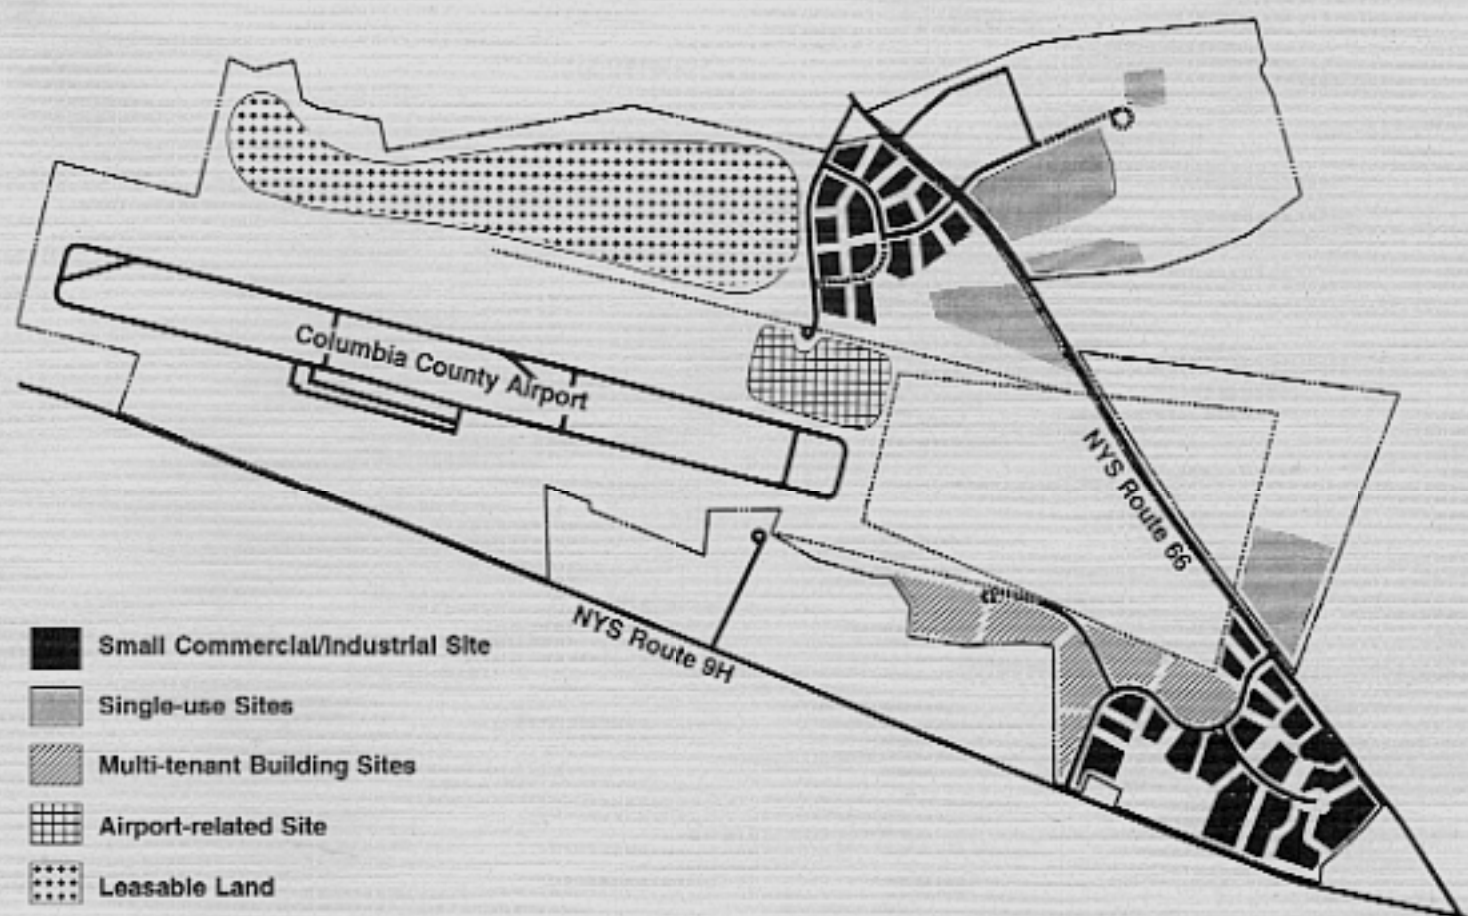 Columbia County Airport
NYS Route 66
NYS Route 9H
Small Commercial/Industrial Site
Single-use Sites
Multi-tenant Building Sites
Airport-related Site
Leasable Land